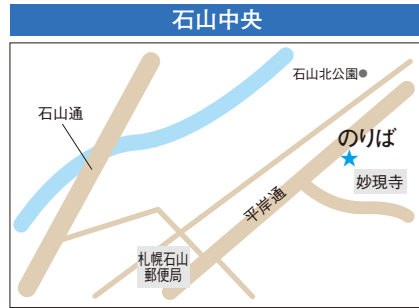 石山中央
石山北公園
石山通
のりば
妙現寺
平岸通
札幌石山
郵便局